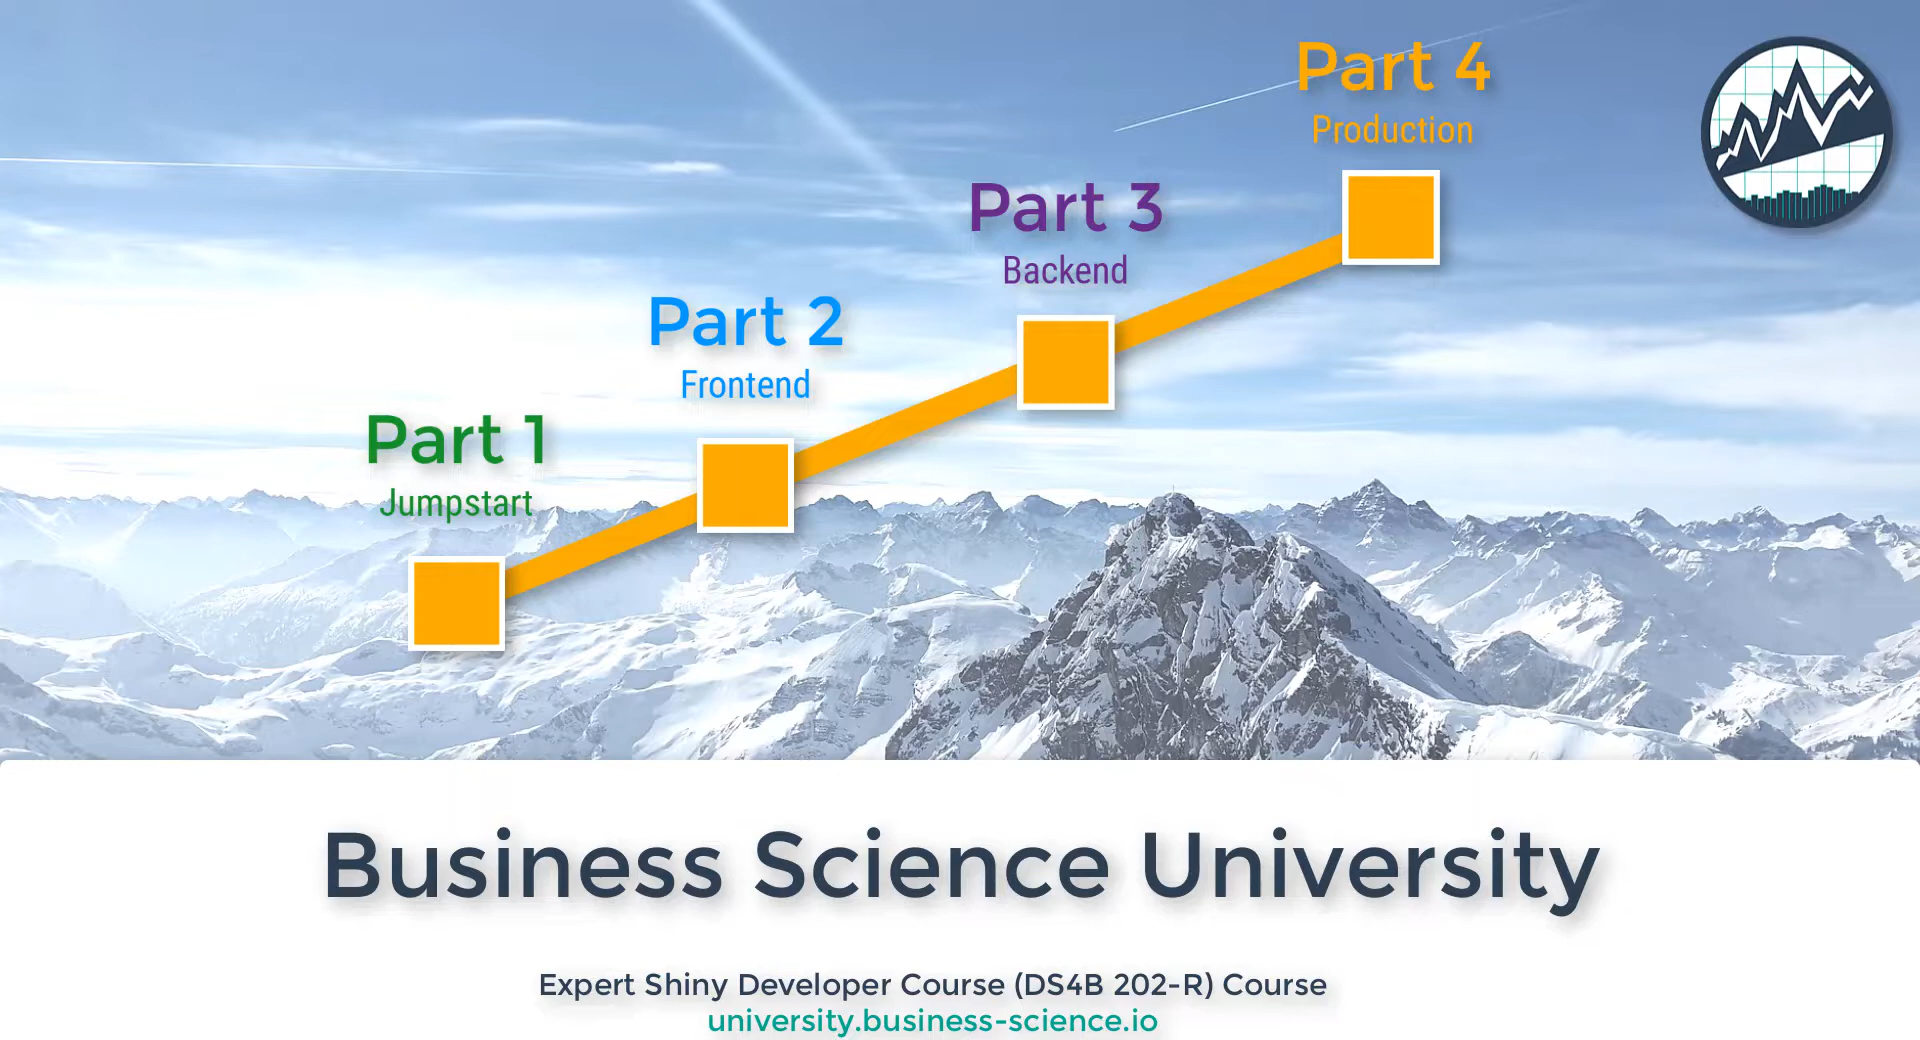 Part 4
Production
Part 3
Backend
Part 2
Frontend
Part 1
Jumpstart
Business Science University
Expert Shiny Developer Course (DS4B 202-R) Course
university.business-science.io